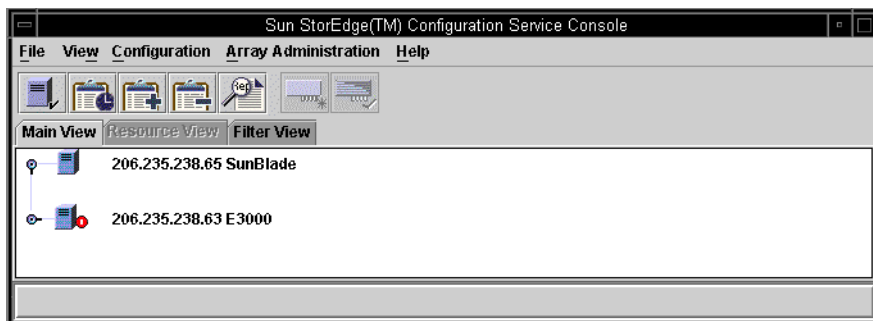 Sun StorEdge(TM) Configuration Service Console
File View Configuration Array Administration Help
Rep
Main View Resource View Filter View
206.235.238.65 SunBlade
206.235.238.63 E3000